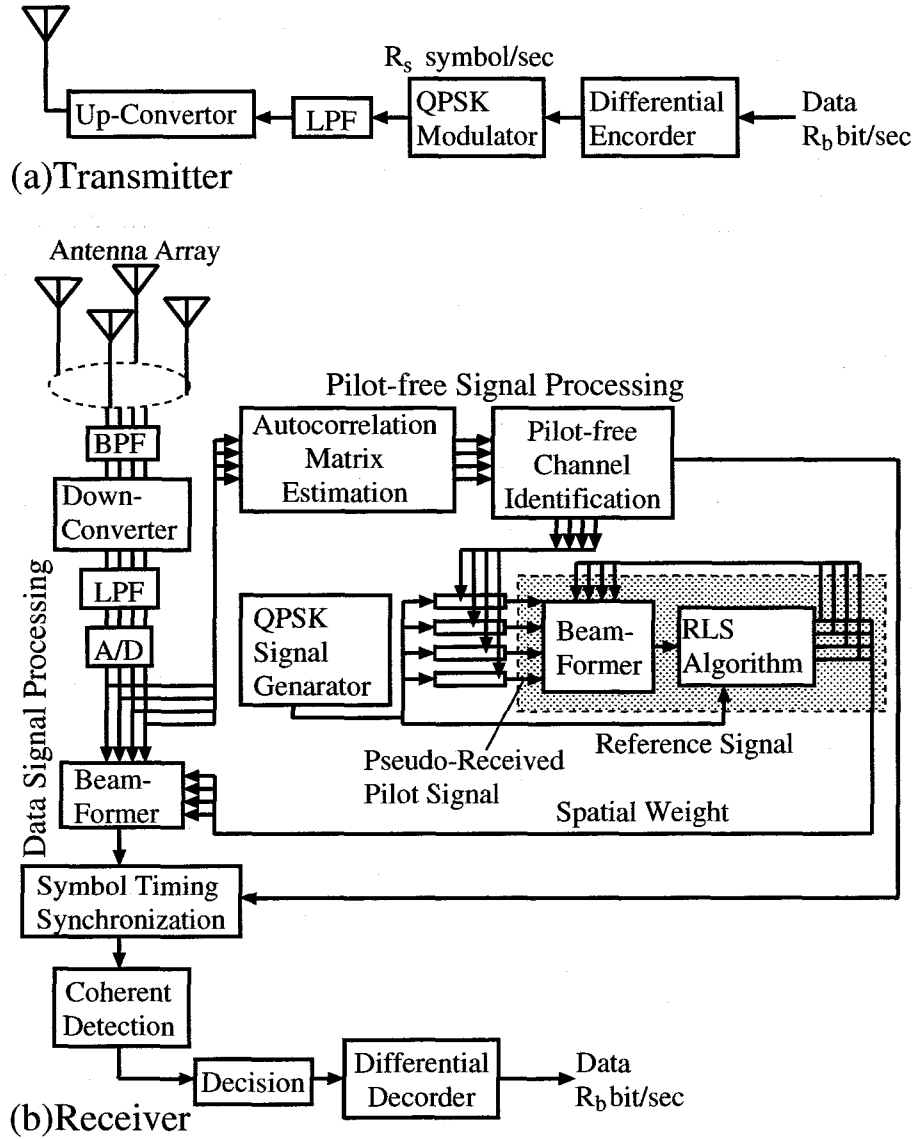 R_s symbol/sec
Up-Convertor
LPF
QPSK
Modulator
Differential
Encorder
Data
R_b bit/sec
(a)Transmitter
Antenna Array
Pilot-free Signal Processing
BPF
Autocorrelation
Matrix
Estimation
Pilot-free
Channel
Identification
Down-
Converter
LPF
A/D
Data Signal Processing
QPSK
Signal
Genarator
Beam-
Former
RLS
Algorithm
Reference Signal
Pseudo-Received
Pilot Signal
Beam-
Former
Spatial Weight
Symbol Timing
Synchronization
Coherent
Detection
Decision
Differential
Decorder
Data
R_b bit/sec
(b)Receiver